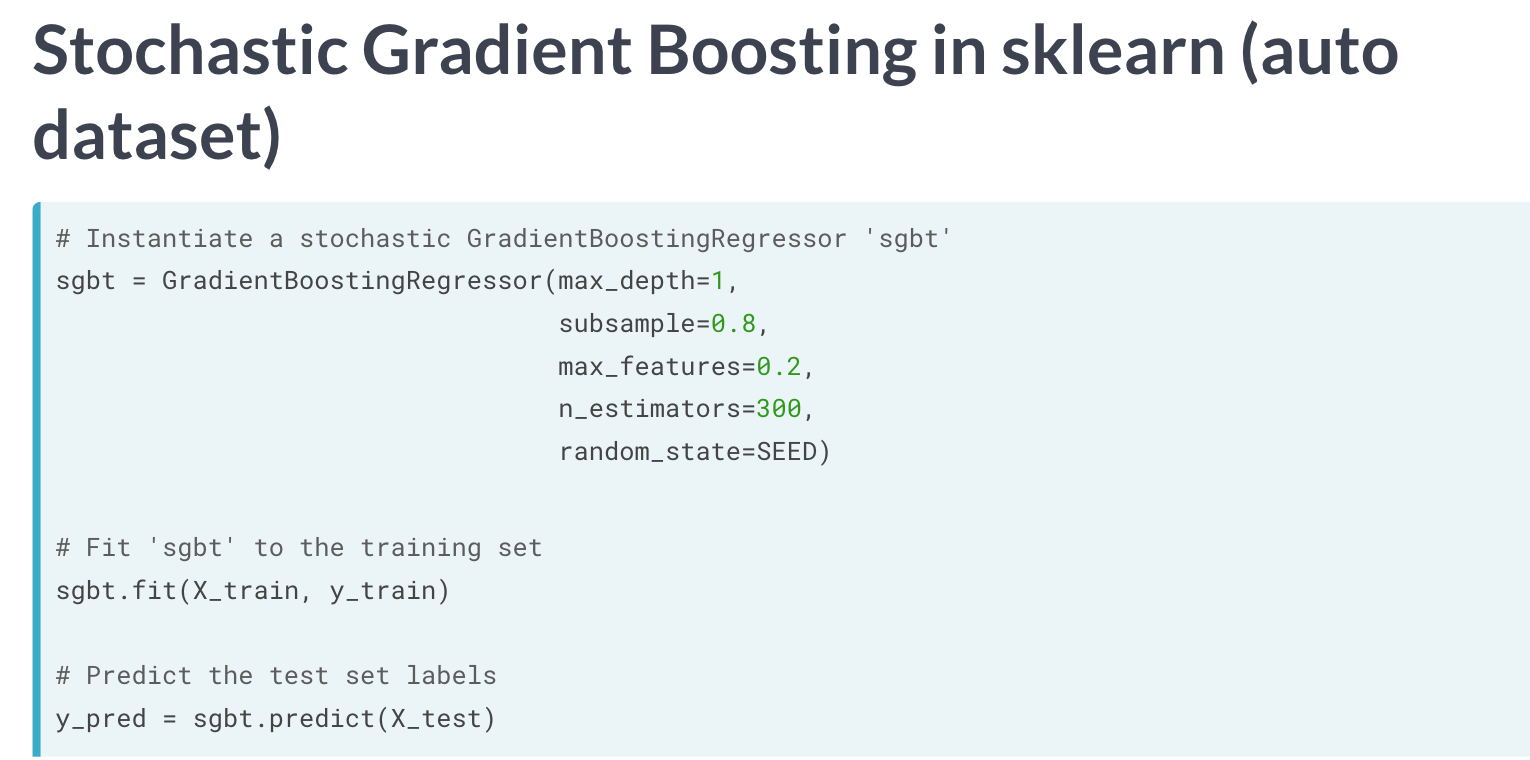 Stochastic Gradient Boosting in sklearn (auto
dataset)
# Instantiate a stochastic GradientBoostingRegressor 'sgbt'
sgbt = GradientBoostingRegressor(max_depth=1,
                                 subsample=0.8,
                                 max_features=0.2,
                                 n_estimators=300,
                                 random_state=SEED)
# Fit 'sgbt' to the training set
sgbt.fit(X_train, y_train)
# Predict the test set labels
y_pred = sgbt.predict(X_test)